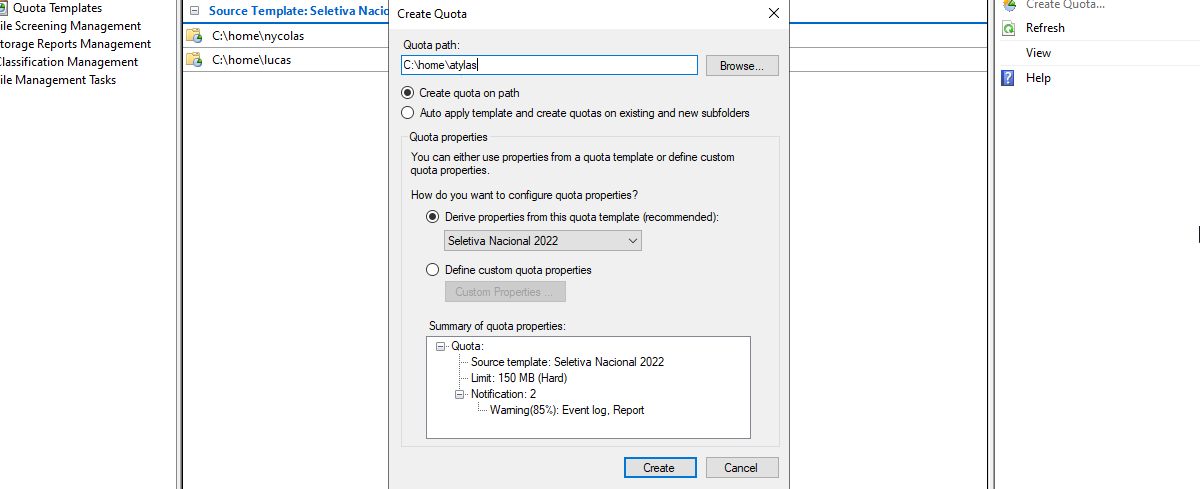 Quota Templates
ile Screening Management
torage Reports Management
lassification Management
ile Management Tasks
Source Template: Seletiva Nacio
C:\home\nycolas
C:\home\lucas
Create Quota
Quota path:
C:\home\atylas
Browse...
Create quota on path
Auto apply template and create quotas on existing and new subfolders
Quota properties
You can either use properties from a quota template or define custom
quota properties.
How do you want to configure quota properties?
Derive properties from this quota template (recommended):
Seletiva Nacional 2022
Define custom quota properties
Custom Properties ...
Summary of quota properties:
Quota:
Source template: Seletiva Nacional 2022
Limit: 150 MB (Hard)
Notification: 2
Warning(85%): Event log, Report
Create
Cancel
Create Quota...
Refresh
View
Help